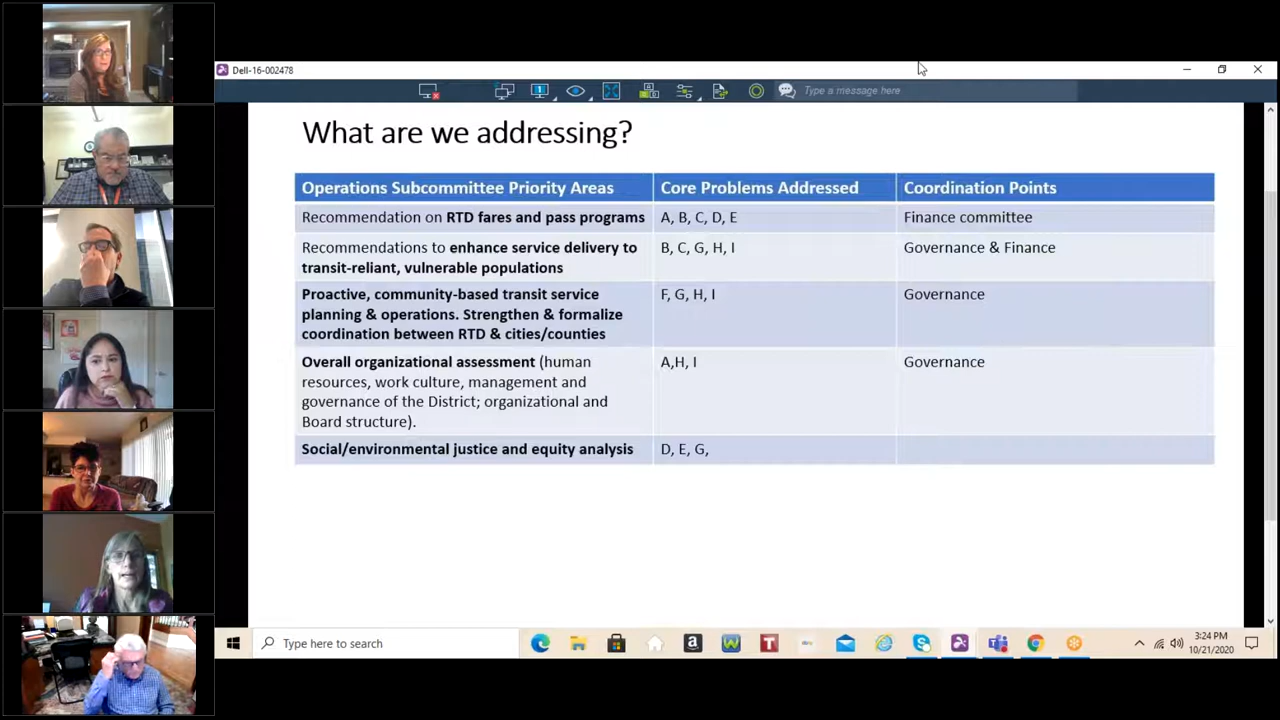 Dell-16-002478
Type a message here
What are we addressing?
Operations Subcommittee Priority Areas
Core Problems Addressed
Coordination Points
Recommendation on RTD fares and pass programs
A, B, C, D, E
Finance committee
Recommendations to enhance service delivery to
transit-reliant, vulnerable populations
B, C, G, H, I
Governance & Finance
Proactive, community-based transit service
planning & operations. Strengthen & formalize
coordination between RTD & cities/counties
F, G, H, I
Governance
Overall organizational assessment (human
resources, work culture, management and
governance of the District; organizational and
Board structure).
A,H, I
Governance
Social/environmental justice and equity analysis
D, E, G,
Type here to search
3:24 PM
10/21/2020